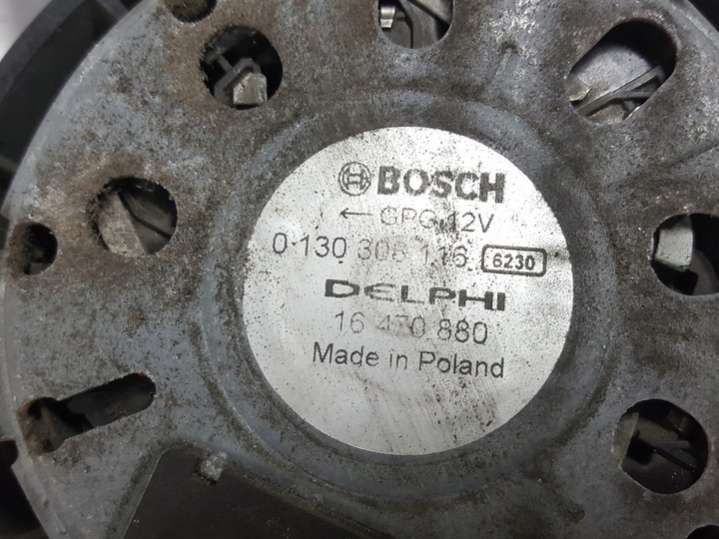 BOSCH
← GPG 12V
0 130 308 116 6230
DELPHI
16 470 880
Made in Poland